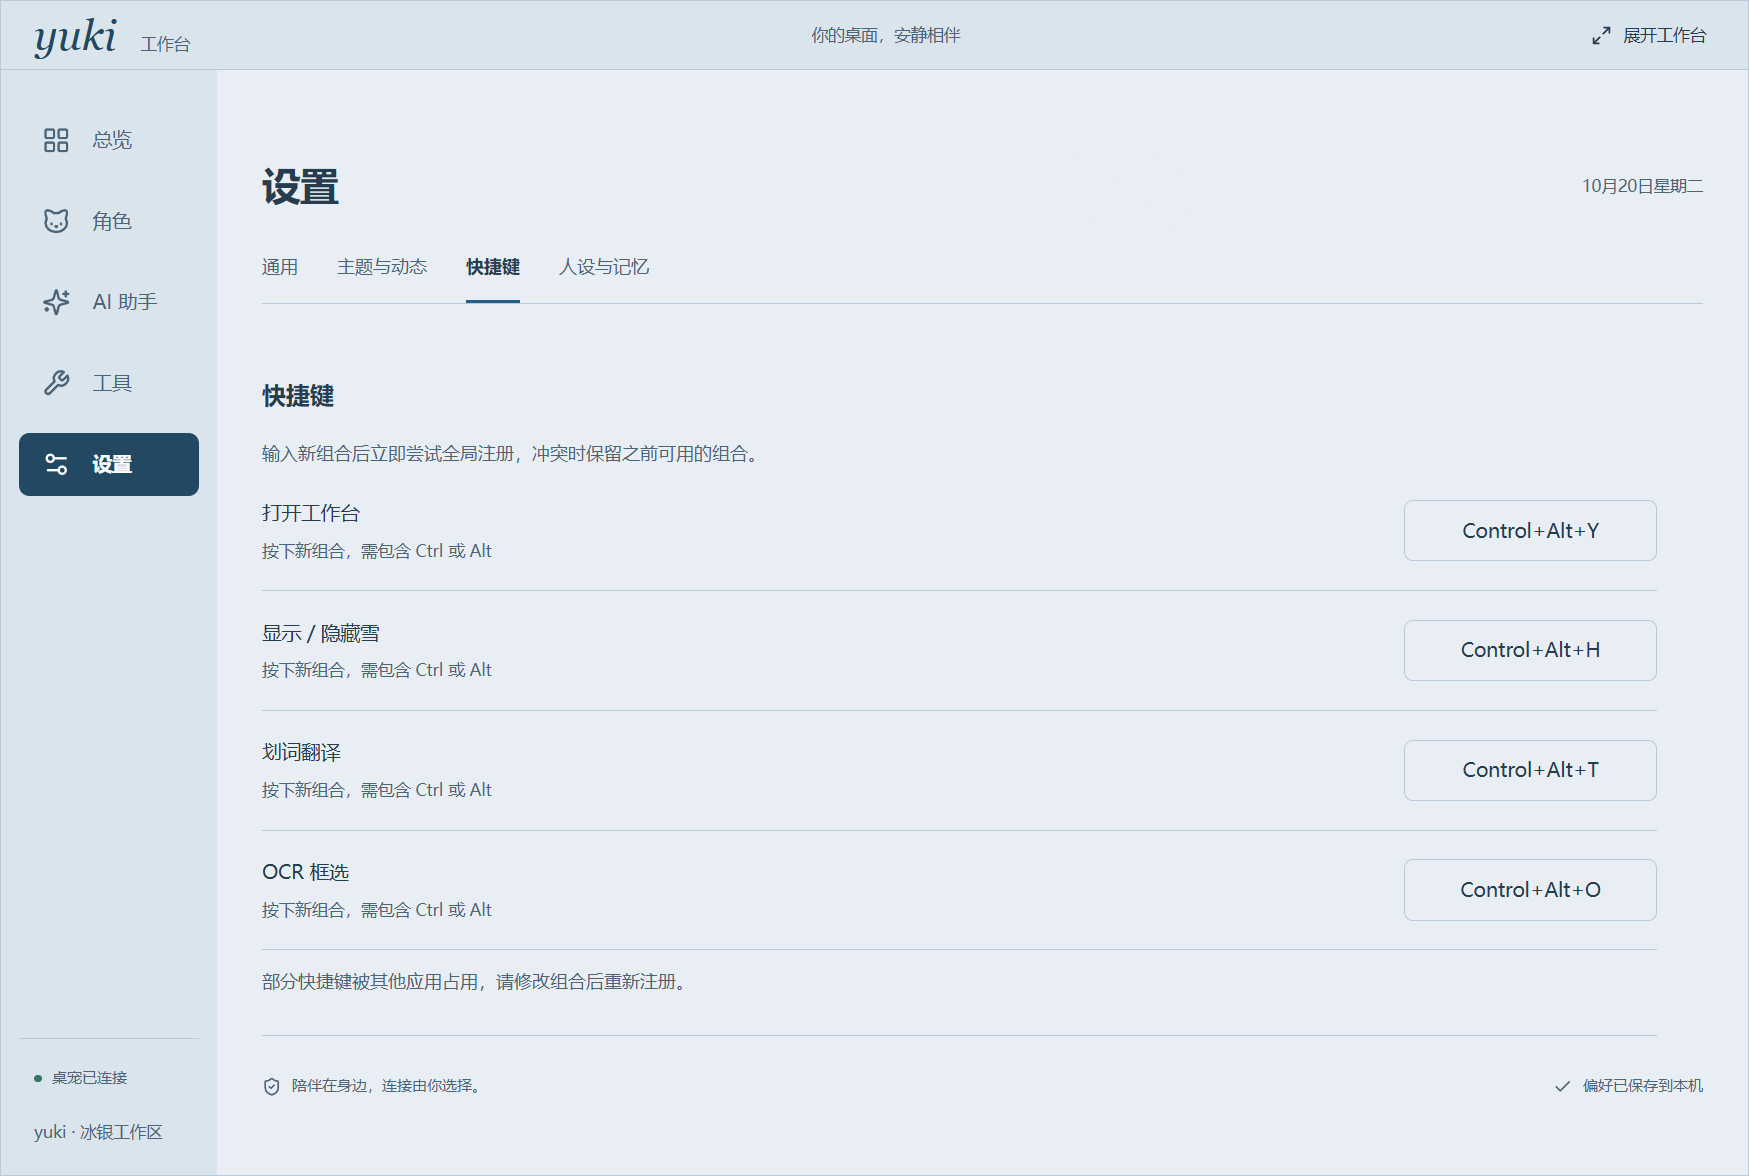 yuki 工作台
你的桌面，安静相伴
展开工作台
总览
角色
AI 助手
工具
设置
桌宠已连接
yuki · 冰银工作区
设置
10月20日星期二
通用 主题与动态 快捷键 人设与记忆
快捷键
输入新组合后立即尝试全局注册，冲突时保留之前可用的组合。
打开工作台
按下新组合，需包含 Ctrl 或 Alt
Control+Alt+Y
显示 / 隐藏雪
按下新组合，需包含 Ctrl 或 Alt
Control+Alt+H
划词翻译
按下新组合，需包含 Ctrl 或 Alt
Control+Alt+T
OCR 框选
按下新组合，需包含 Ctrl 或 Alt
Control+Alt+O
部分快捷键被其他应用占用，请修改组合后重新注册。
陪伴在身边，连接由你选择。
偏好已保存到本机